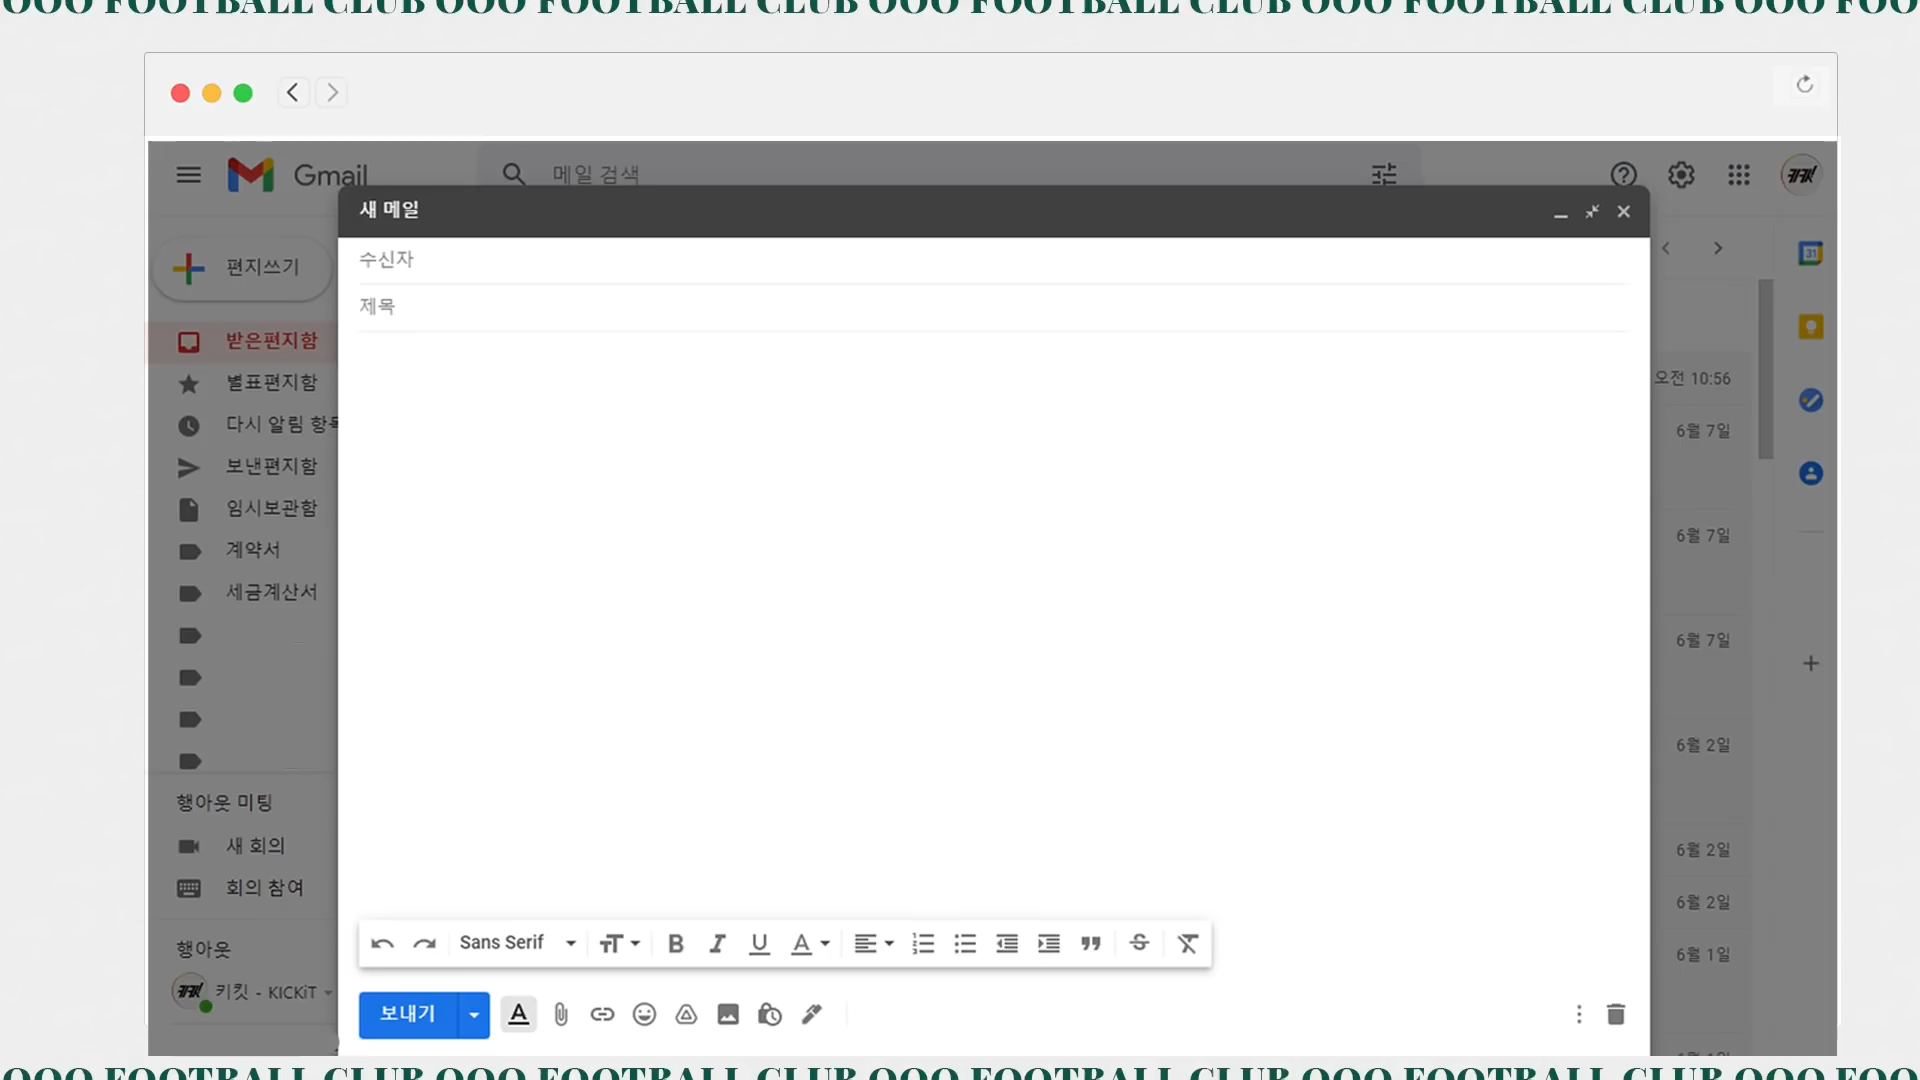 OOO FOOTBALL CLUB OOO FOOTBALL CLUB OOO FOOTBALL CLUB OOO FOOTBALL CLUB OOO FOO
Gmail
메일 검색
새 메일
수신자
제목
편지쓰기
받은편지함
별표편지함
다시 알림 항목
보낸편지함
임시보관함
계약서
세금계산서
오전 10:56
6월 7일
6월 7일
6월 7일
6월 2일
6월 2일
6월 2일
6월 1일
31
행아웃 미팅
새 회의
회의 참여
행아웃
키킷 - KICKiT
Sans Serif
보내기
OOO FOOTBALL CLUB OOO FOOTBALL CLUB OOO FOOTBALL CLUB OOO FOOTBALL CLUB OOO FOO